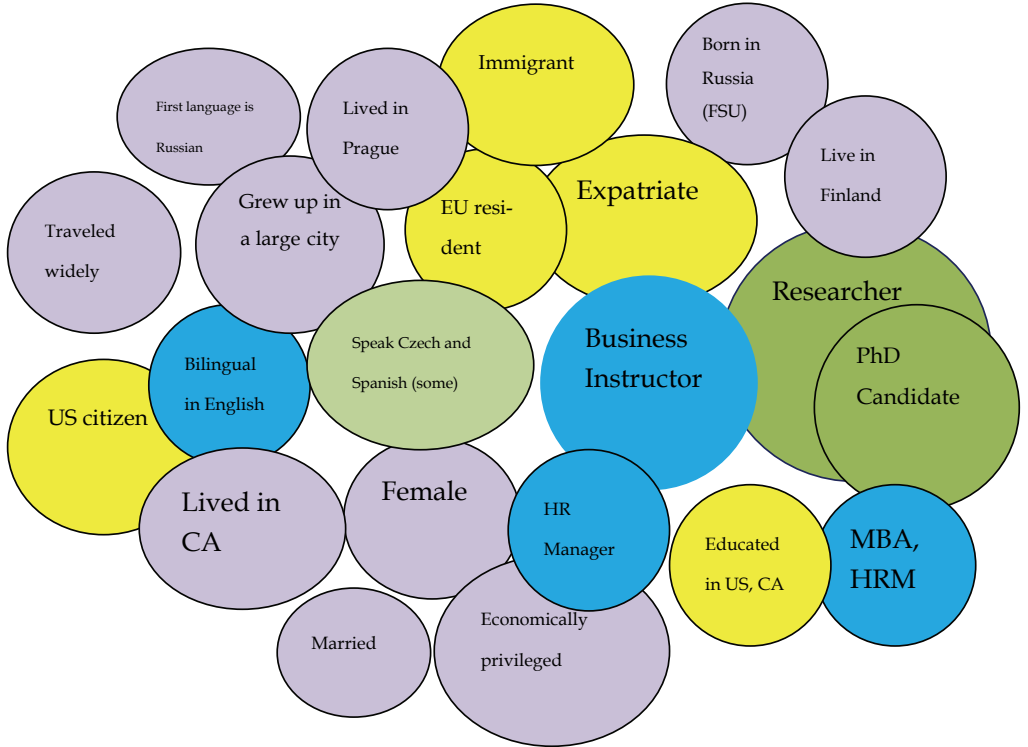 Immigrant
Born in
Russia
(FSU)
First language is
Russian
Lived in
Prague
Live in
Finland
Expatriate
Grew up in
a large city
EU resi-
dent
Traveled
widely
Researcher
Business
Instructor
Speak Czech and
Spanish (some)
PhD
Candidate
Bilingual
in English
US citizen
Lived in
CA
Female
HR
Manager
Educated
in US, CA
MBA,
HRM
Married
Economically
privileged